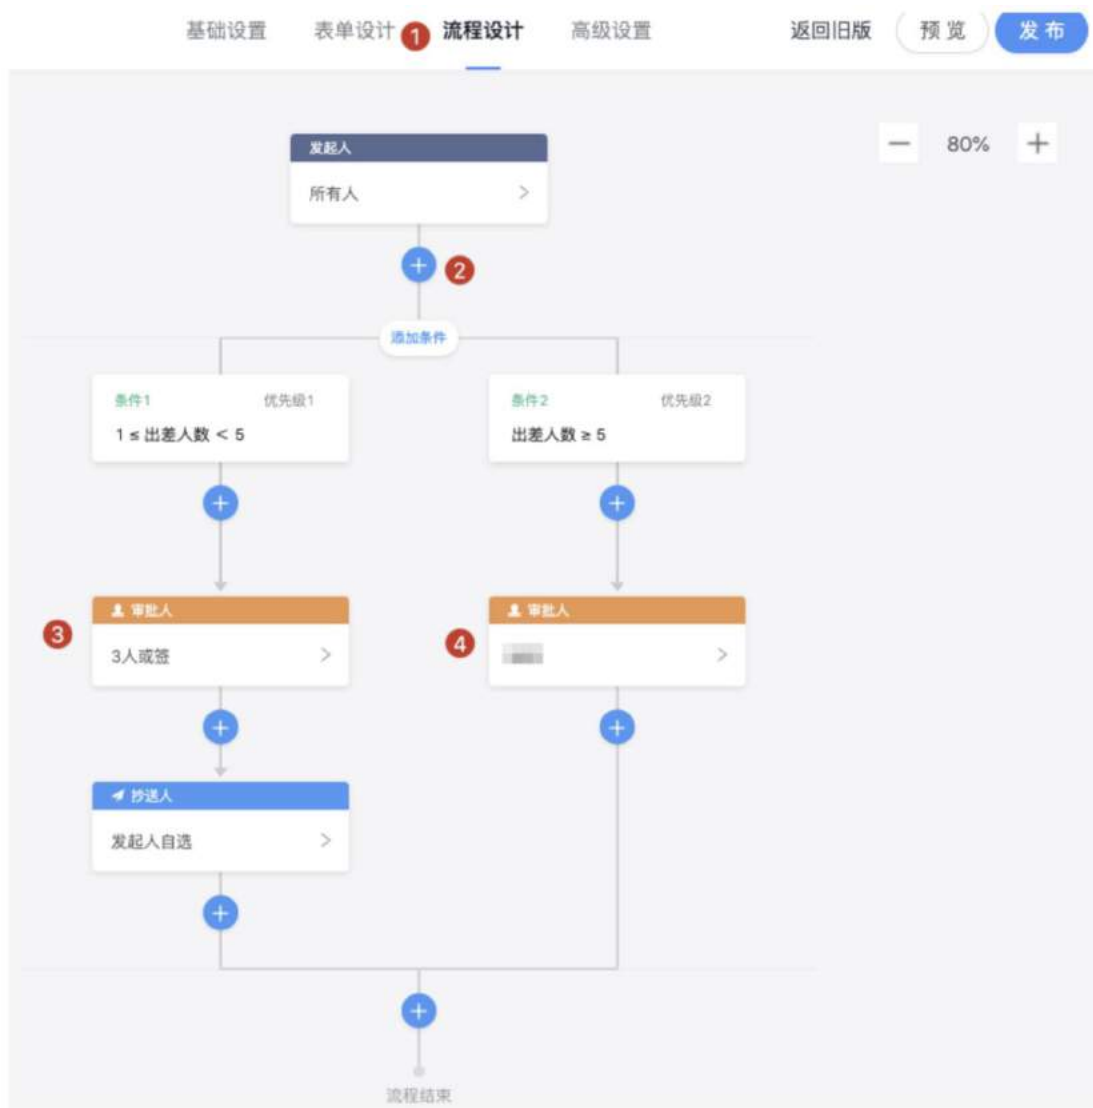 基础设置 表单设计 1 流程设计 高级设置 返回旧版 预览 发布
发起人
80%
所有人
2
添加条件
条件1 优先级1 条件2 优先级2
1 ≤ 出差人数 < 5 出差人数 ≥ 5
审批人 审批人
3 4
3人或签
抄送人
发起人自选
流程结束